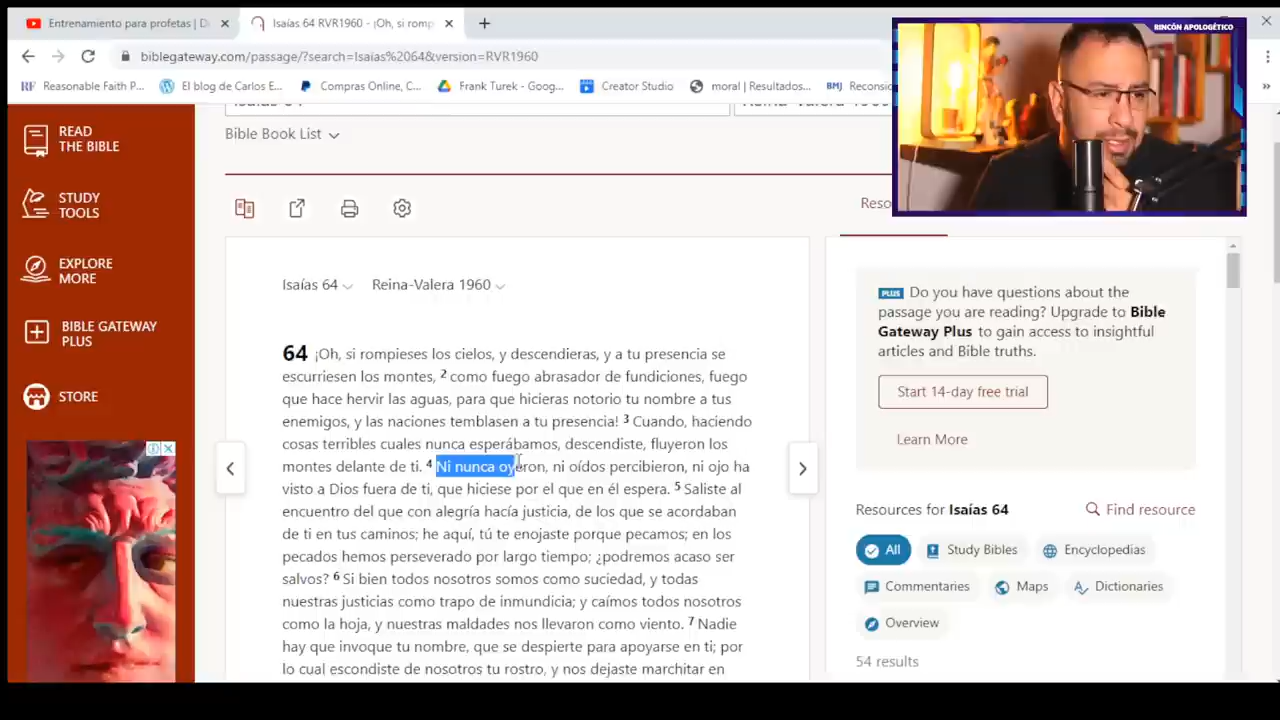 Entrenamiento para profetas | D
Isaías 64 RVR1960 - ¡Oh, si romp
biblegateway.com/passage/?search=Isaias%2064&version=RVR1960
RF Reasonable Faith P...
El blog de Carlos E...
Compras Online, C...
Frank Turek - Goog...
Creator Studio
moral | Resultados...
BMJ Reconsi
RINCÓN APOLOGÉTICO
Bible Book List
READ
THE BIBLE
STUDY
TOOLS
EXPLORE
MORE
BIBLE GATEWAY
PLUS
STORE
Reso
Isaías 64
Reina-Valera 1960
64 ¡Oh, si rompieses los cielos, y descendieras, y a tu presencia se
escurriesen los montes, 2 como fuego abrasador de fundiciones, fuego
que hace hervir las aguas, para que hicieras notorio tu nombre a tus
enemigos, y las naciones temblasen a tu presencia! 3 Cuando, haciendo
cosas terribles cuales nunca esperábamos, descendiste, fluyeron los
montes delante de ti. 4 Ni nunca oyeron, ni oídos percibieron, ni ojo ha
visto a Dios fuera de ti, que hiciese por el que en él espera. 5 Saliste al
encuentro del que con alegría hacía justicia, de los que se acordaban
de ti en tus caminos; he aquí, tú te enojaste porque pecamos; en los
pecados hemos perseverado por largo tiempo; ¿podremos acaso ser
salvos? 6 Si bien todos nosotros somos como suciedad, y todas
nuestras justicias como trapo de inmundicia; y caímos todos nosotros
como la hoja, y nuestras maldades nos llevaron como viento. 7 Nadie
hay que invoque tu nombre, que se despierte para apoyarse en ti; por
lo cual escondiste de nosotros tu rostro, y nos dejaste marchitar en
PLUS Do you have questions about the
passage you are reading? Upgrade to Bible
Gateway Plus to gain access to insightful
articles and Bible truths.
Start 14-day free trial
Learn More
Resources for Isaías 64
Find resource
All
Study Bibles
Encyclopedias
Commentaries
Maps
Dictionaries
Overview
54 results